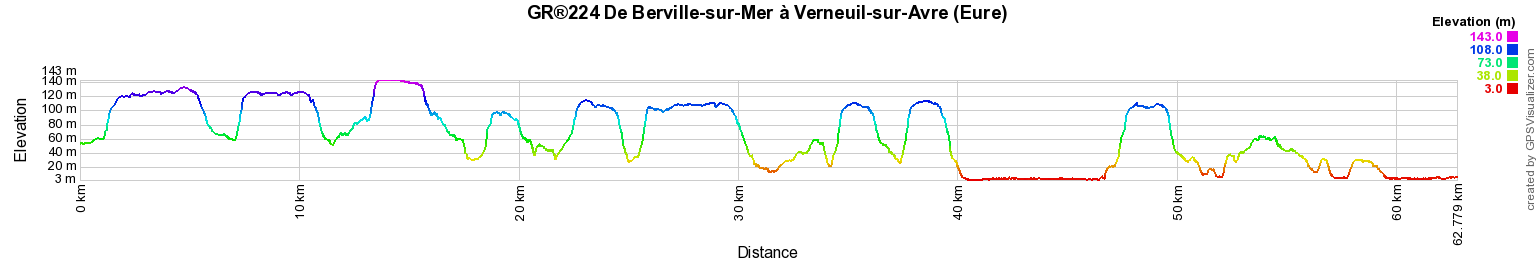 GR®224 De Berville-sur-Mer à Verneuil-sur-Avre (Eure)
Elevation (m)
143.0
108.0
73.0
38.0
3.0
Elevation
143 m
140 m
120 m
100 m
80 m
60 m
40 m
20 m
3 m
0 km
10 km
20 km
30 km
40 km
50 km
60 km
62.779 km
Distance
created by GPSVisualizer.com